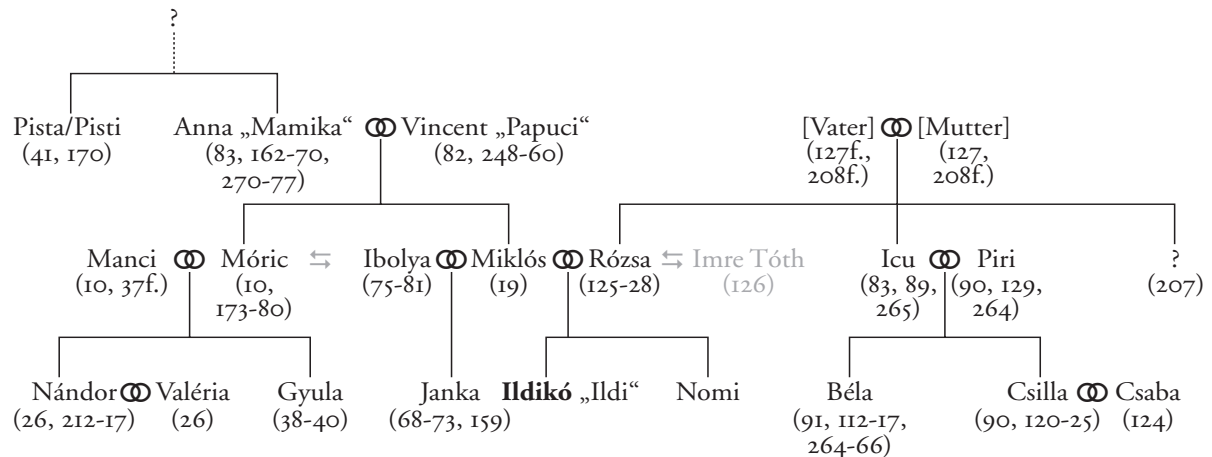 ?
Pista/Pisti Anna „Mamika“ Vincent „Papuci“ [Vater] [Mutter]
(41, 170) (83, 162-70, (82, 248-60) (127f., (127,
270-77) 208f.) 208f.)
Manci Móric ⇆ Ibolya Miklós Rózsa ⇆ Imre Tóth Icu Piri ?
(10, 37f.) (10, (75-81) (19) (125-28) (126) (83, 89, (90, 129, (207)
173-80) 265) 264)
Nándor Valéria Gyula Janka Ildikó „Ildi“ Nomi Béla Csilla Csaba
(26, 212-17) (26) (38-40) (68-73, 159) (91, 112-17, (90, 120-25) (124)
264-66)